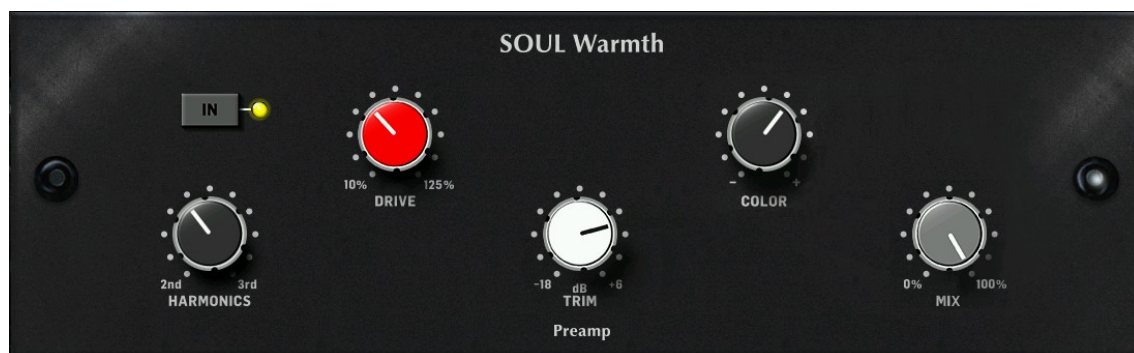 SOUL Warmth
IN
10% 125%
DRIVE
- +
COLOR
2nd 3rd
HARMONICS
-18 dB +6
TRIM
0% 100%
MIX
Preamp